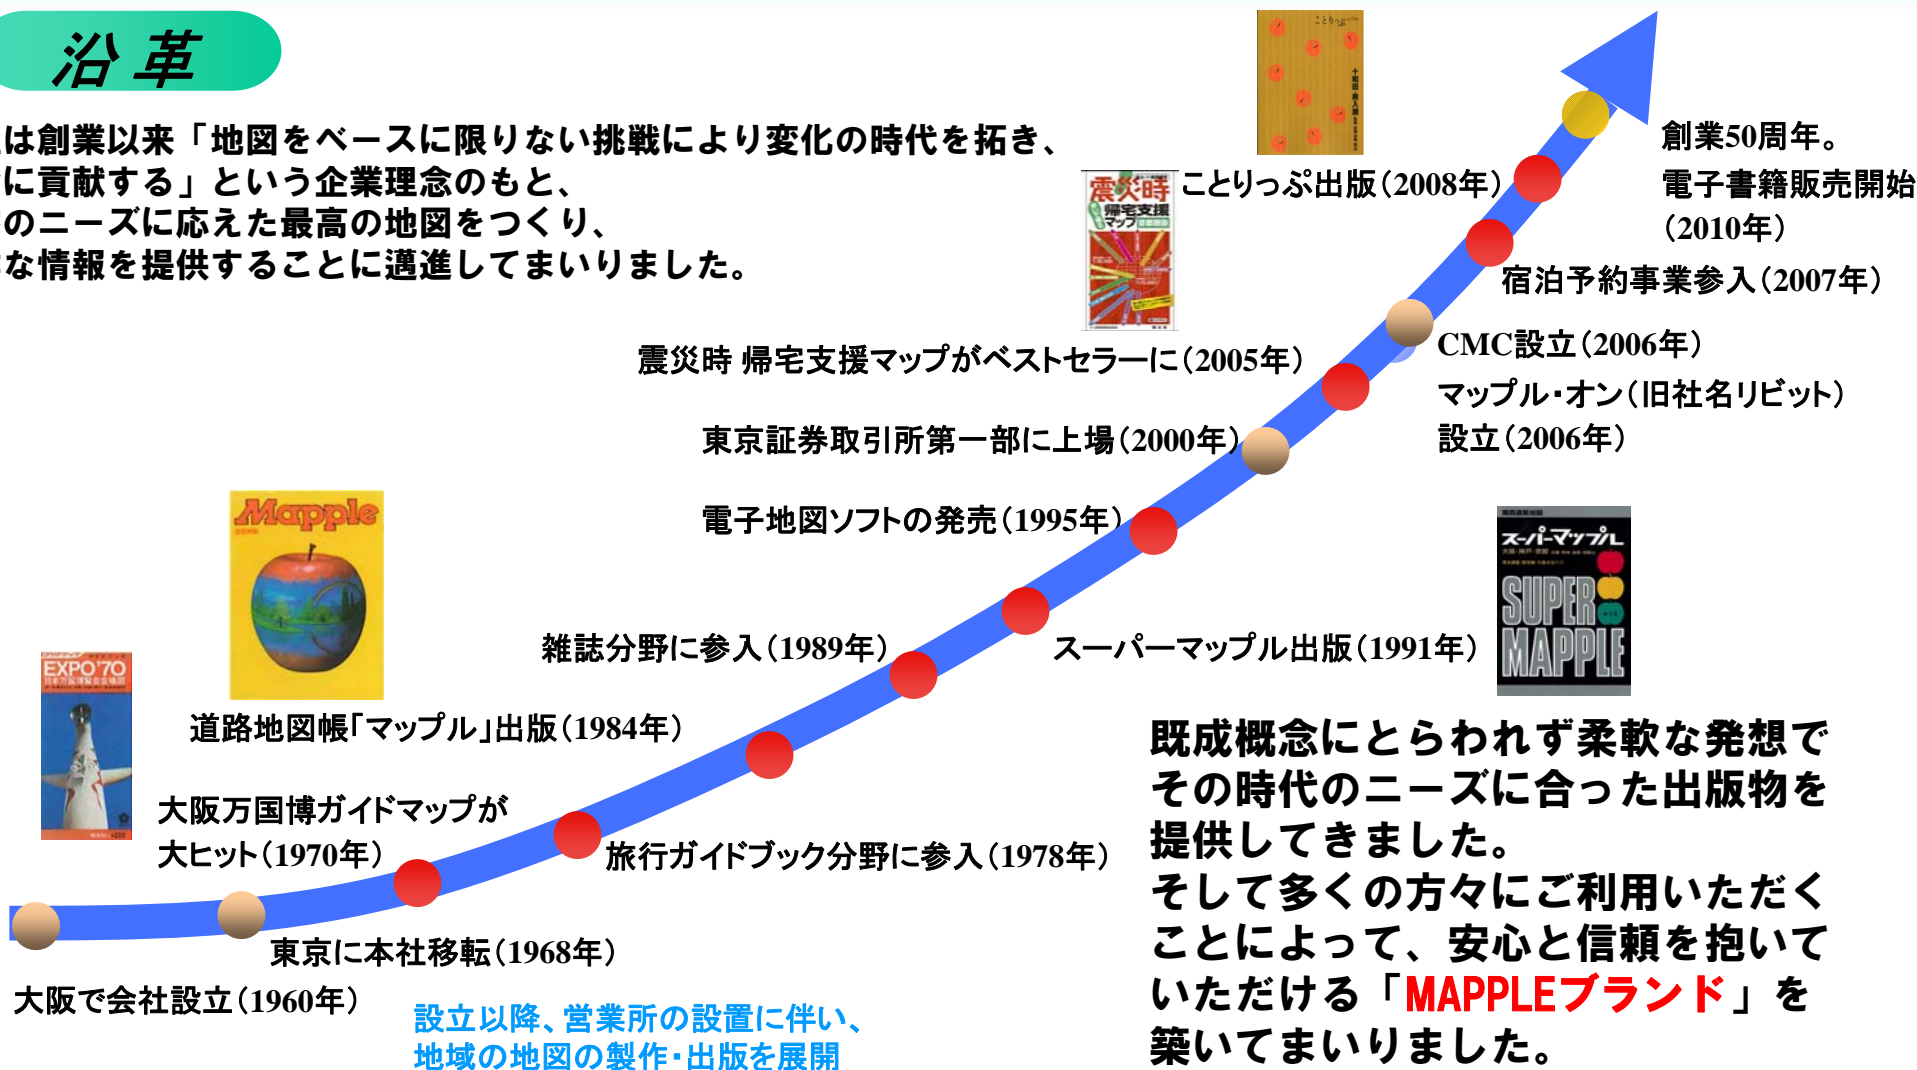 沿革
は創業以来「地図をベースに限りない挑戦により変化の時代を拓き、
に貢献する」という企業理念のもと、
のニーズに応えた最高の地図をつくり、
な情報を提供することに邁進してまいりました。
ことりっぷ
十和田・奥入瀬
創業50周年。
電子書籍販売開始
(2010年)
ことりっぷ出版(2008年)
震災時
帰宅支援
マップ
宿泊予約事業参入(2007年)
CMC設立(2006年)
マップル・オン(旧社名リビット)
設立(2006年)
震災時 帰宅支援マップがベストセラーに(2005年)
東京証券取引所第一部に上場(2000年)
電子地図ソフトの発売(1995年)
Mapple
スーパーマップル
SUPER
MAPPLE
スーパーマップル出版(1991年)
雑誌分野に参入(1989年)
道路地図帳「マップル」出版(1984年)
EXPO'70
日本万国博覧会会場図
大阪万国博ガイドマップが
大ヒット(1970年)
旅行ガイドブック分野に参入(1978年)
東京に本社移転(1968年)
大阪で会社設立(1960年)
設立以降、営業所の設置に伴い、
地域の地図の製作・出版を展開
既成概念にとらわれず柔軟な発想で
その時代のニーズに合った出版物を
提供してきました。
そして多くの方々にご利用いただく
ことによって、安心と信頼を抱いて
いただける「MAPPLEブランド」を
築いてまいりました。